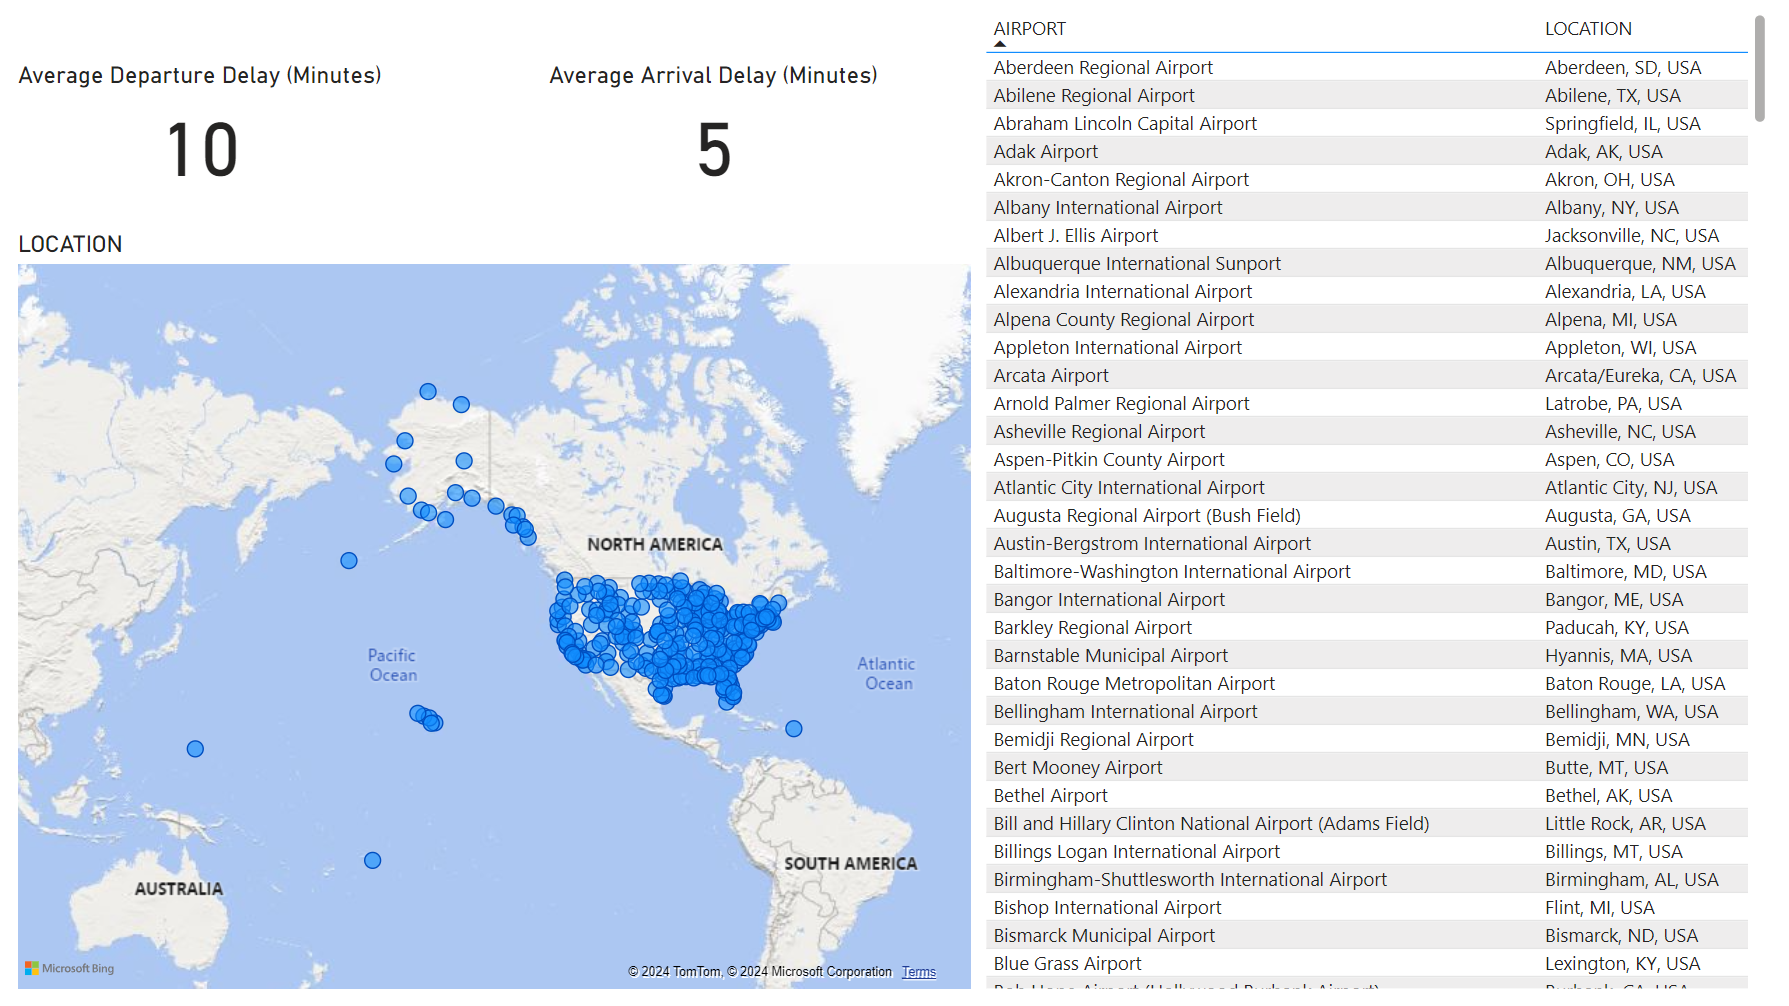 Average Departure Delay (Minutes)
10
Average Arrival Delay (Minutes)
5
LOCATION
NORTH AMERICA
Pacific
Ocean
Atlantic
Ocean
SOUTH AMERICA
AUSTRALIA
Microsoft Bing
© 2024 TomTom, © 2024 Microsoft Corporation Terms
AIRPORT LOCATION
Aberdeen Regional Airport Aberdeen, SD, USA
Abilene Regional Airport Abilene, TX, USA
Abraham Lincoln Capital Airport Springfield, IL, USA
Adak Airport Adak, AK, USA
Akron-Canton Regional Airport Akron, OH, USA
Albany International Airport Albany, NY, USA
Albert J. Ellis Airport Jacksonville, NC, USA
Albuquerque International Sunport Albuquerque, NM, USA
Alexandria International Airport Alexandria, LA, USA
Alpena County Regional Airport Alpena, MI, USA
Appleton International Airport Appleton, WI, USA
Arcata Airport Arcata/Eureka, CA, USA
Arnold Palmer Regional Airport Latrobe, PA, USA
Asheville Regional Airport Asheville, NC, USA
Aspen-Pitkin County Airport Aspen, CO, USA
Atlantic City International Airport Atlantic City, NJ, USA
Augusta Regional Airport (Bush Field) Augusta, GA, USA
Austin-Bergstrom International Airport Austin, TX, USA
Baltimore-Washington International Airport Baltimore, MD, USA
Bangor International Airport Bangor, ME, USA
Barkley Regional Airport Paducah, KY, USA
Barnstable Municipal Airport Hyannis, MA, USA
Baton Rouge Metropolitan Airport Baton Rouge, LA, USA
Bellingham International Airport Bellingham, WA, USA
Bemidji Regional Airport Bemidji, MN, USA
Bert Mooney Airport Butte, MT, USA
Bethel Airport Bethel, AK, USA
Bill and Hillary Clinton National Airport (Adams Field) Little Rock, AR, USA
Billings Logan International Airport Billings, MT, USA
Birmingham-Shuttlesworth International Airport Birmingham, AL, USA
Bishop International Airport Flint, MI, USA
Bismarck Municipal Airport Bismarck, ND, USA
Blue Grass Airport Lexington, KY, USA